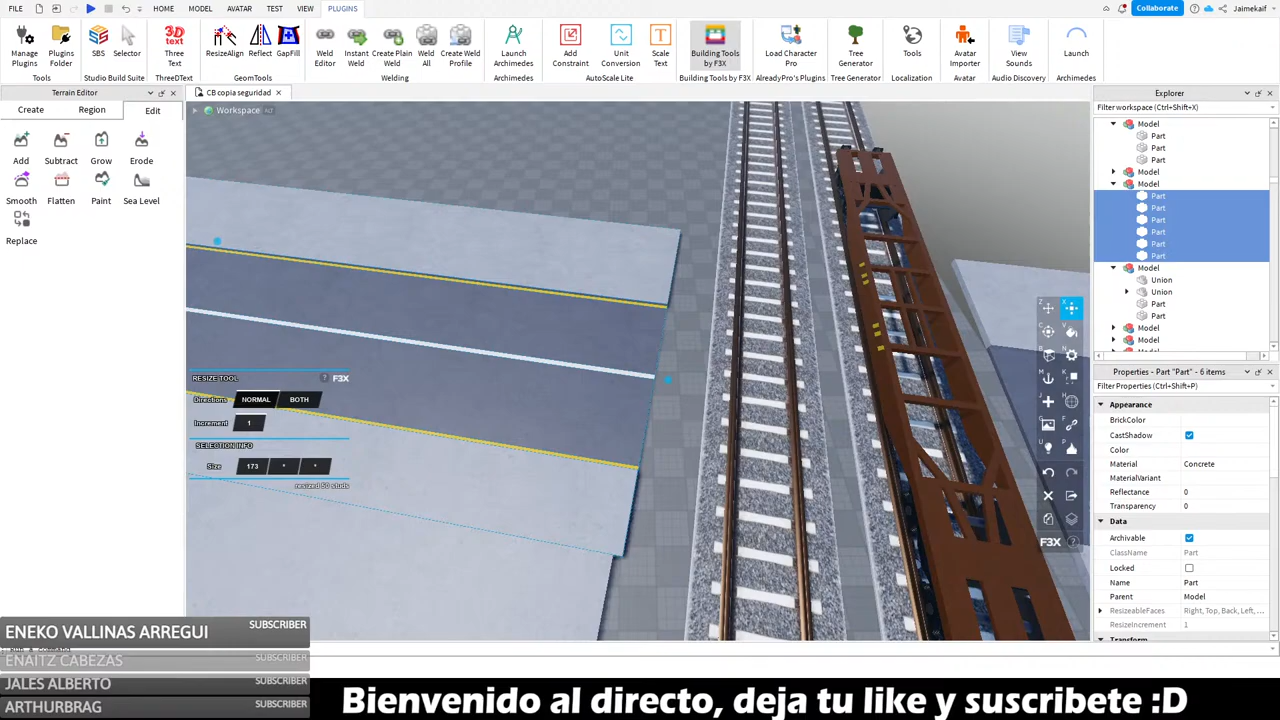 FILE HOME MODEL AVATAR TEST VIEW PLUGINS Collaborate Jaimekaif
Manage Plugins
Plugins Folder
SBS
Selector
Three Text
ResizeAlign
Reflect
GapFill
Weld Editor
Instant Weld
Create Plain Weld
Weld All
Create Weld Profile
Launch Archimedes
Add Constraint
Unit Conversion
Scale Text
Building Tools by F3X
Load Character Pro
Tree Generator
Tools
Avatar Importer
View Sounds
Launch
Tools Studio Build Suite ThreeDText GeomTools Welding Archimedes AutoScale Lite Building Tools by F3X AlreadyPro's Plugins Tree Generator Localization Avatar Audio Discovery Archimedes
Terrain Editor
Create Region Edit
Add Subtract Grow Erode
Smooth Flatten Paint Sea Level
Replace
CB copia seguridad
Workspace
RESIZE TOOL F3X
Directions NORMAL BOTH
Increment 1
SELECTION INFO
Size 173 * *
resized 50 studs
F3X
Explorer
Filter workspace (Ctrl+Shift+X)
Model
Part
Part
Part
Model
Model
Part
Part
Part
Part
Part
Part
Model
Union
Union
Part
Part
Model
Model
Properties - Part "Part" - 6 items
Filter Properties (Ctrl+Shift+P)
Appearance
BrickColor
CastShadow
Color
Material Concrete
MaterialVariant
Reflectance 0
Transparency 0
Data
Archivable
ClassName Part
Locked
Name Part
Parent Model
ResizeableFaces Right, Top, Back, Left, ...
ResizeIncrement 1
Transform
ENEKO VALLINAS ARREGUI SUBSCRIBER
ENAITZ CABEZAS SUBSCRIBER
JALES ALBERTO SUBSCRIBER
ARTHURBRAG SUBSCRIBER
Bienvenido al directo, deja tu like y suscribete :D